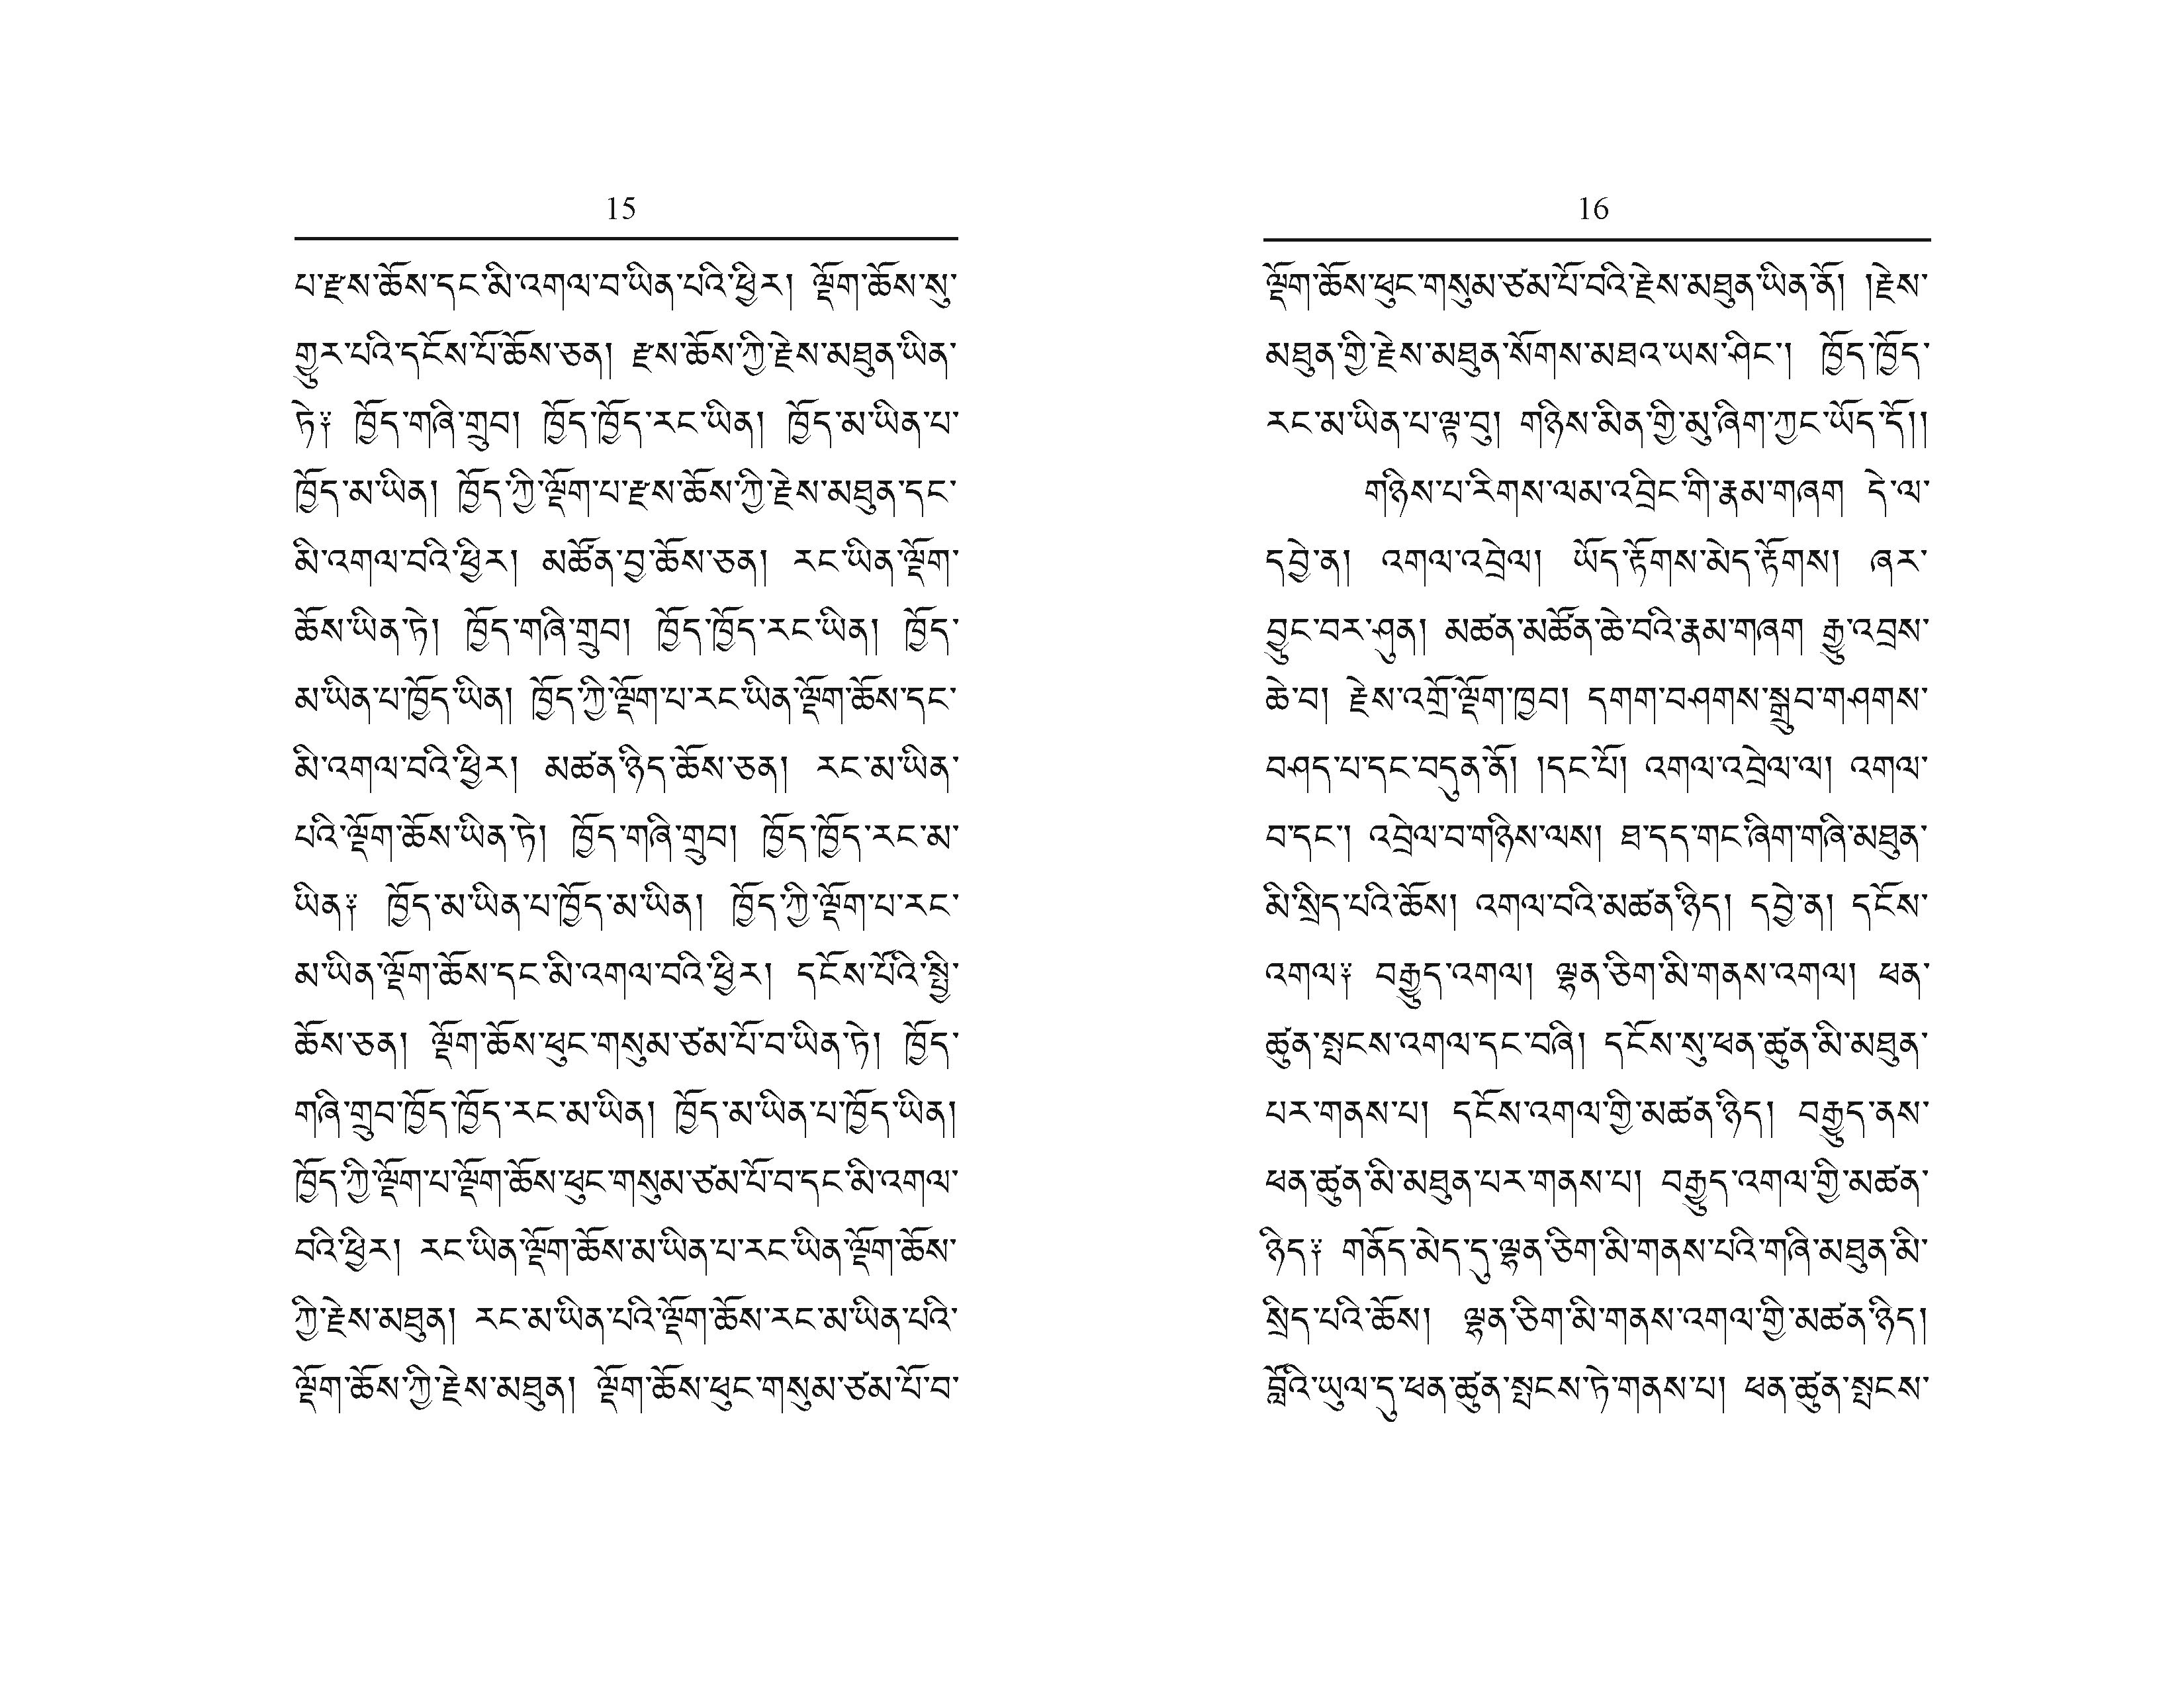 15
པ་རྫས་ཆོས་དང་མི་འགལ་བ་ཡིན་པའི་ཕྱིར། ལྡོག་ཆོས་སུ་
གྱུར་པའི་དངོས་པོ་ཆོས་ཅན། རྫས་ཆོས་ཀྱི་རྗེས་མཐུན་ཡིན་
ཏེ༑ ཁྱོད་གཞི་གྲུབ། ཁྱོད་ཁྱོད་རང་ཡིན། ཁྱོད་མ་ཡིན་པ་
ཁྱོད་མ་ཡིན། ཁྱོད་ཀྱི་ལྡོག་པ་རྫས་ཆོས་ཀྱི་རྗེས་མཐུན་དང་
མི་འགལ་བའི་ཕྱིར། མཚོན་བྱ་ཆོས་ཅན། རང་ཡིན་ལྡོག་
ཆོས་ཡིན་ཏེ། ཁྱོད་གཞི་གྲུབ། ཁྱོད་ཁྱོད་རང་ཡིན། ཁྱོད་
མ་ཡིན་པ་ཁྱོད་ཡིན། ཁྱོད་ཀྱི་ལྡོག་པ་རང་ཡིན་ལྡོག་ཆོས་དང་
མི་འགལ་བའི་ཕྱིར། མཚན་ཉིད་ཆོས་ཅན། རང་མ་ཡིན་
པའི་ལྡོག་ཆོས་ཡིན་ཏེ། ཁྱོད་གཞི་གྲུབ། ཁྱོད་ཁྱོད་རང་མ་
ཡིན༑ ཁྱོད་མ་ཡིན་པ་ཁྱོད་མ་ཡིན། ཁྱོད་ཀྱི་ལྡོག་པ་རང་
མ་ཡིན་ལྡོག་ཆོས་དང་མི་འགལ་བའི་ཕྱིར། དངོས་པོའི་སྤྱི་
ཆོས་ཅན། ལྡོག་ཆོས་ཕུང་གསུམ་ཙམ་པོ་བ་ཡིན་ཏེ། ཁྱོད་
གཞི་གྲུབ་ཁྱོད་ཁྱོད་རང་མ་ཡིན། ཁྱོད་མ་ཡིན་པ་ཁྱོད་ཡིན།
ཁྱོད་ཀྱི་ལྡོག་པ་ལྡོག་ཆོས་ཕུང་གསུམ་ཙམ་པོ་བ་དང་མི་འགལ་
བའི་ཕྱིར། རང་ཡིན་ལྡོག་ཆོས་མ་ཡིན་པ་རང་ཡིན་ལྡོག་ཆོས་
ཀྱི་རྗེས་མཐུན། རང་མ་ཡིན་པའི་ལྡོག་ཆོས་རང་མ་ཡིན་པའི་
ལྡོག་ཆོས་ཀྱི་རྗེས་མཐུན། ལྡོག་ཆོས་ཕུང་གསུམ་ཙམ་པོ་བ་
16
ལྡོག་ཆོས་ཕུང་གསུམ་ཙམ་པོ་བའི་རྗེས་མཐུན་ཡིན་ནོ། །རྗེས་
མཐུན་གྱི་རྗེས་མཐུན་སོགས་མཐའ་ཡས་ཤིང་། ཁྱོད་ཁྱོད་
རང་མ་ཡིན་པ་ལྟ་བུ། གཉིས་མིན་གྱི་མུ་ཞིག་ཀྱང་ཡོད་དོ།།
གཉིས་པ་རིགས་ལམ་འབྲིང་གི་རྣམ་གཞག དེ་ལ་
དབྱེ་ན། འགལ་འབྲེལ། ཡོད་རྟོགས་མེད་རྟོགས། ཞར་
བྱུང་བར་ཤུན། མཚན་མཚོན་ཆེ་བའི་རྣམ་གཞག རྒྱུ་འབྲས་
ཆེ་བ། རྗེས་འགྲོ་ལྡོག་ཁྱབ། དགག་བཤགས་སྒྲུབ་གཤགས་
བཤད་པ་དང་བདུན་ནོ། །དང་པོ། འགལ་འབྲེལ་ལ། འགལ་
བ་དང་། འབྲེལ་བ་གཉིས་ལས། ཐ་དད་གང་ཞིག་གཞི་མཐུན་
མི་སྲིད་པའི་ཆོས། འགལ་བའི་མཚན་ཉིད། དབྱེ་ན། དངོས་
འགལ༑ བརྒྱུད་འགལ། ལྷན་ཅིག་མི་གནས་འགལ། ཕན་
ཚུན་སྤངས་འགལ་དང་བཞི། དངོས་སུ་ཕན་ཚུན་མི་མཐུན་
པར་གནས་པ། དངོས་འགལ་གྱི་མཚན་ཉིད། བརྒྱུད་ནས་
ཕན་ཚུན་མི་མཐུན་པར་གནས་པ། བརྒྱུད་འགལ་གྱི་མཚན་
ཉིད༑ གནོད་མེད་དུ་ལྷན་ཅིག་མི་གནས་པའི་གཞི་མཐུན་མི་
སྲིད་པའི་ཆོས། ལྷན་ཅིག་མི་གནས་འགལ་གྱི་མཚན་ཉིད།
བློའི་ཡུལ་དུ་ཕན་ཚུན་སྤངས་ཏེ་གནས་པ། ཕན་ཚུན་སྤངས་